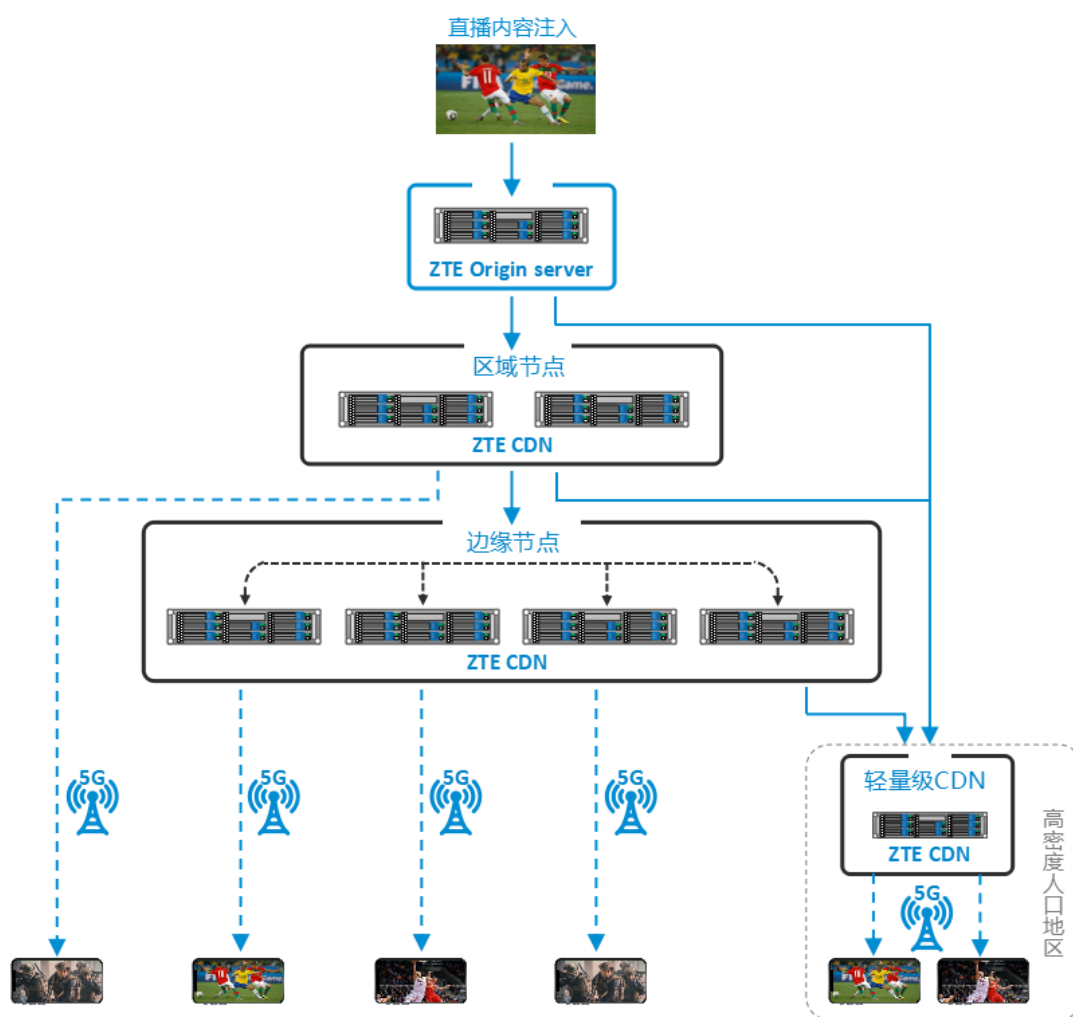 直播内容注入
11
Game.
ZTE Origin server
区域节点
ZTE CDN
边缘节点
ZTE CDN
5G
5G
5G
5G
轻量级CDN
ZTE CDN
高密度人口地区
5G